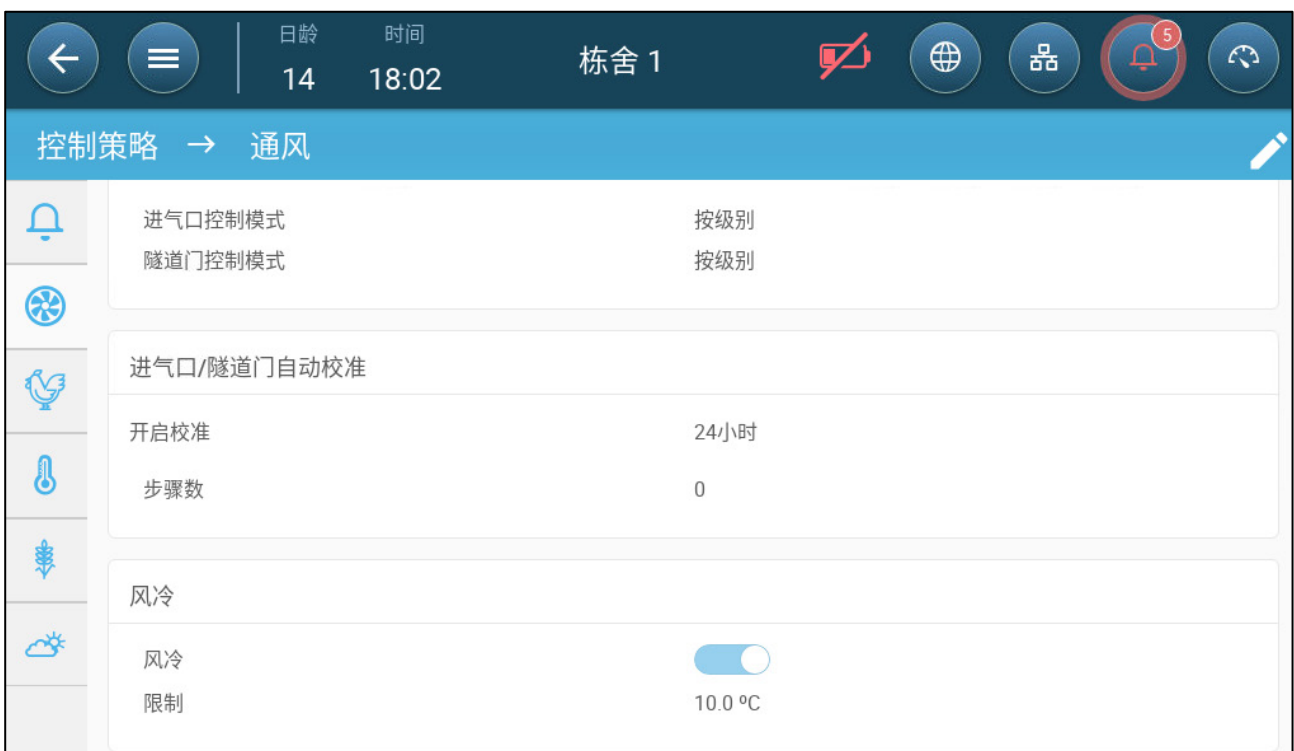 日龄 时间
14 18:02 栋舍 1 5
控制策略 → 通风
进气口控制模式 按级别
隧道门控制模式 按级别
进气口/隧道门自动校准
开启校准 24小时
步骤数 0
风冷
风冷
限制 10.0 ºC